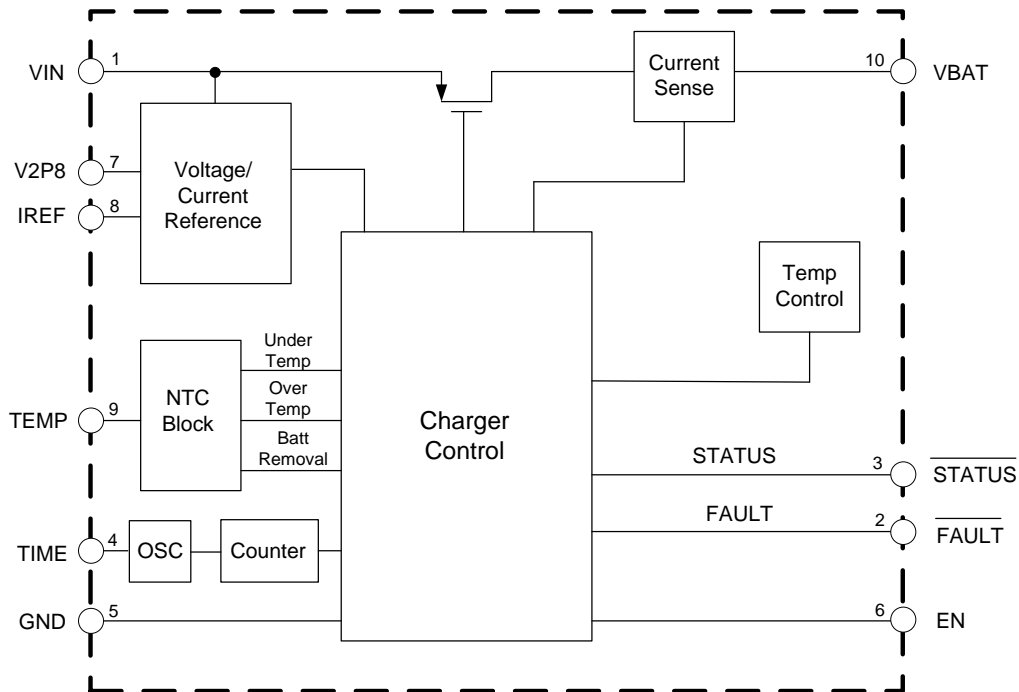 VIN
1
Current
Sense
10
VBAT
V2P8
7
Voltage/
Current
Reference
IREF
8
Temp
Control
TEMP
9
NTC
Block
Under
Temp
Over
Temp
Batt
Removal
Charger
Control
STATUS
3
STATUS
FAULT
2
FAULT
TIME
4
OSC
Counter
GND
5
6
EN